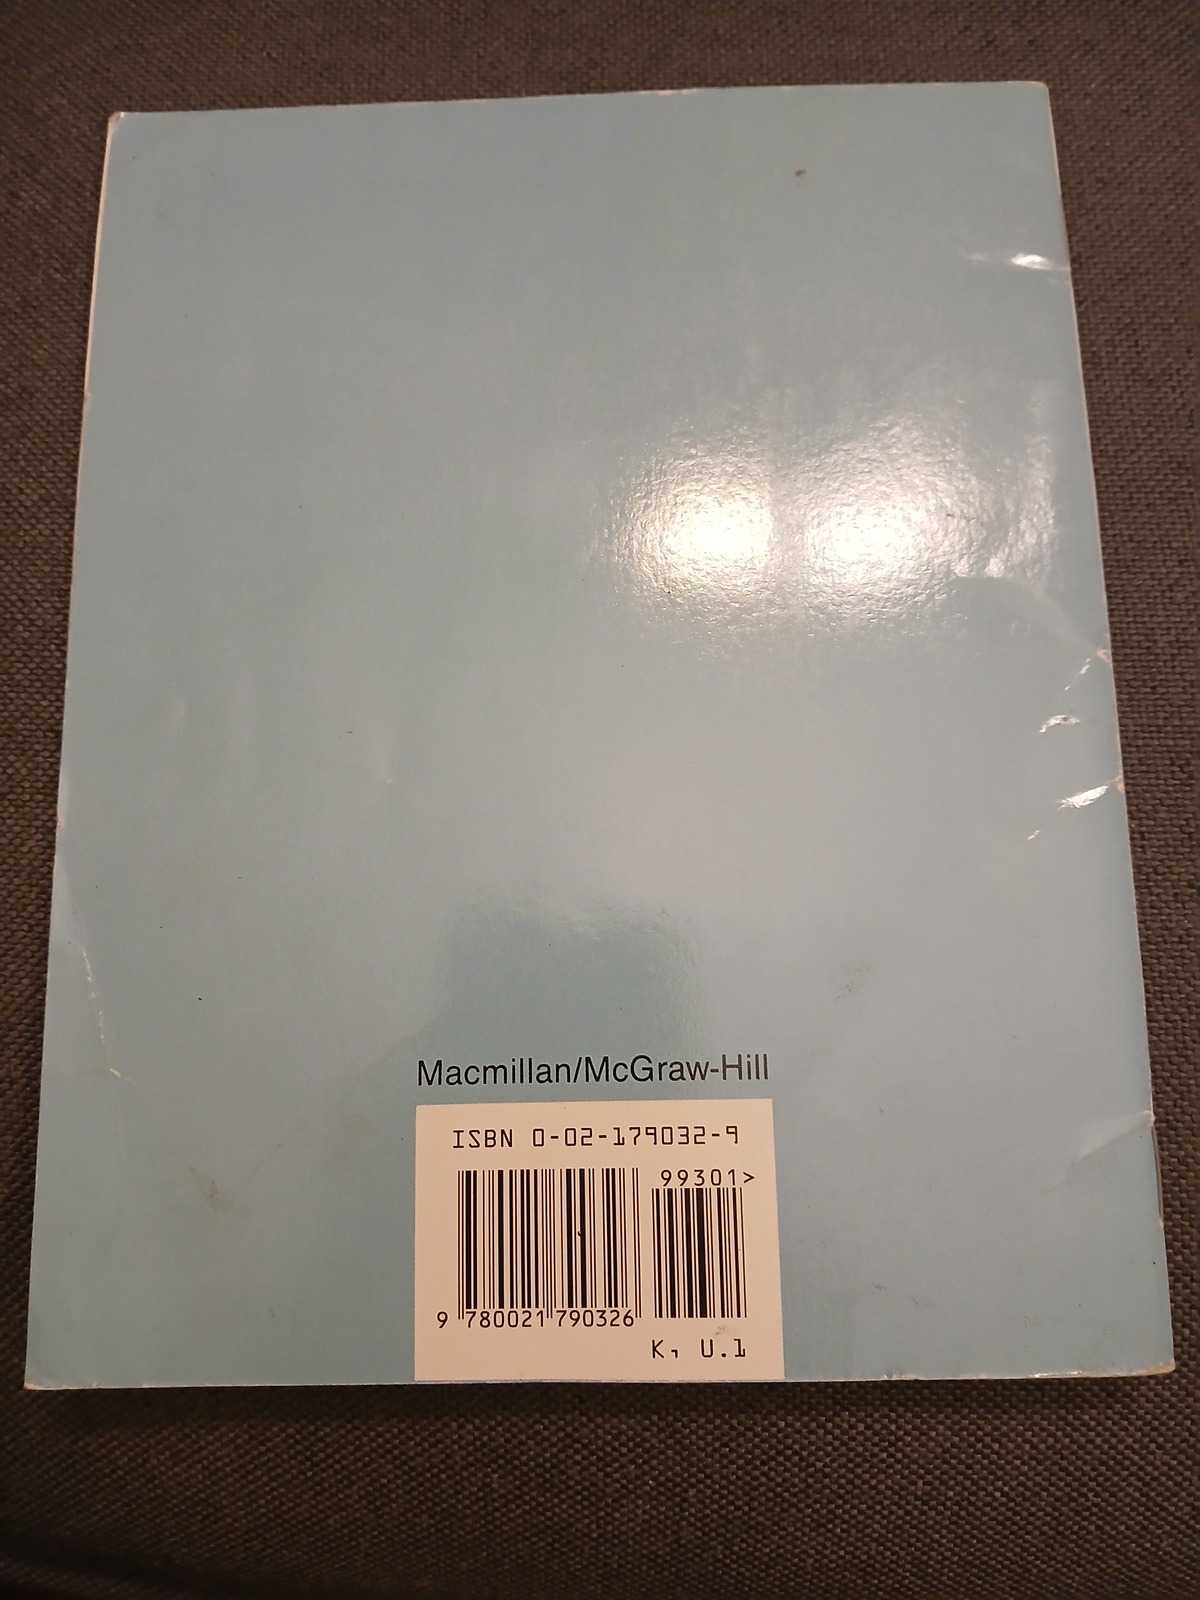 Macmillan/McGraw-Hill
ISBN 0-02-179032-9
99301>
9 780021 790326
K, U.1